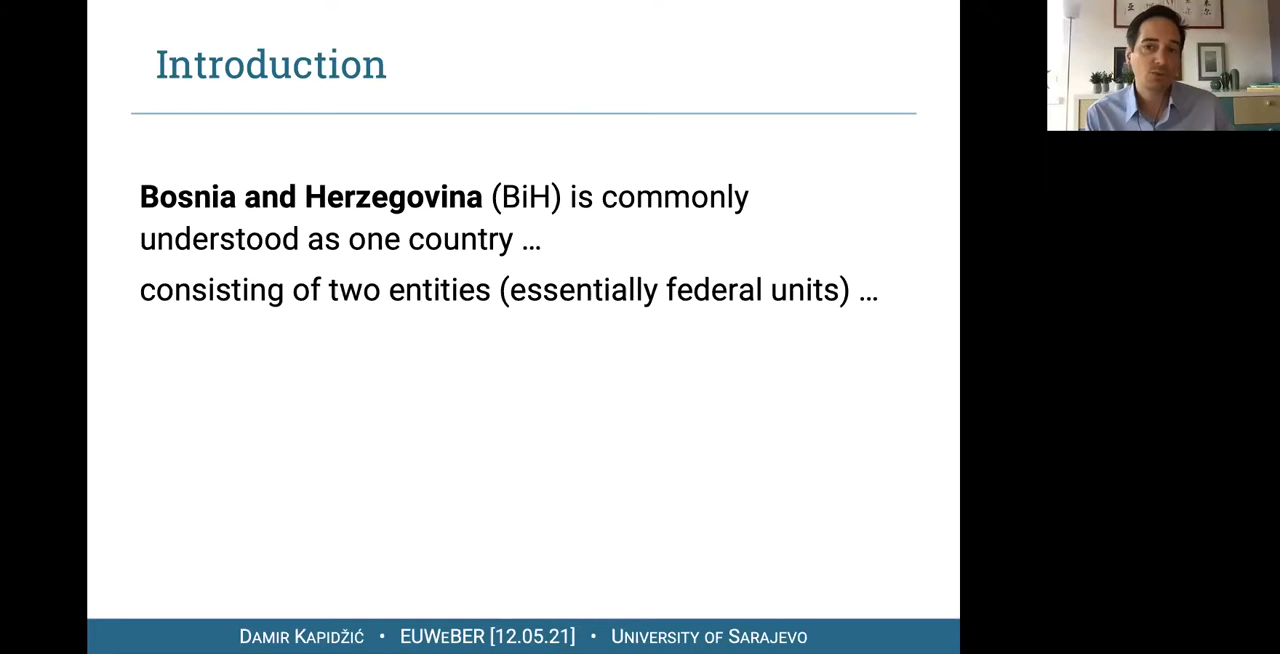 Introduction
Bosnia and Herzegovina (BiH) is commonly
understood as one country …
consisting of two entities (essentially federal units) …
DAMIR KAPIDŽIĆ • EUWEBER [12.05.21] • UNIVERSITY OF SARAJEVO